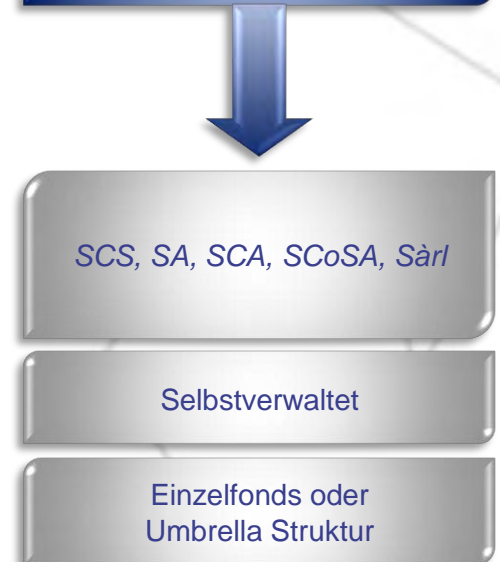 SCS, SA, SCA, SCoSA, Sàrl
Selbstverwaltet
Einzelfonds oder
Umbrella Struktur